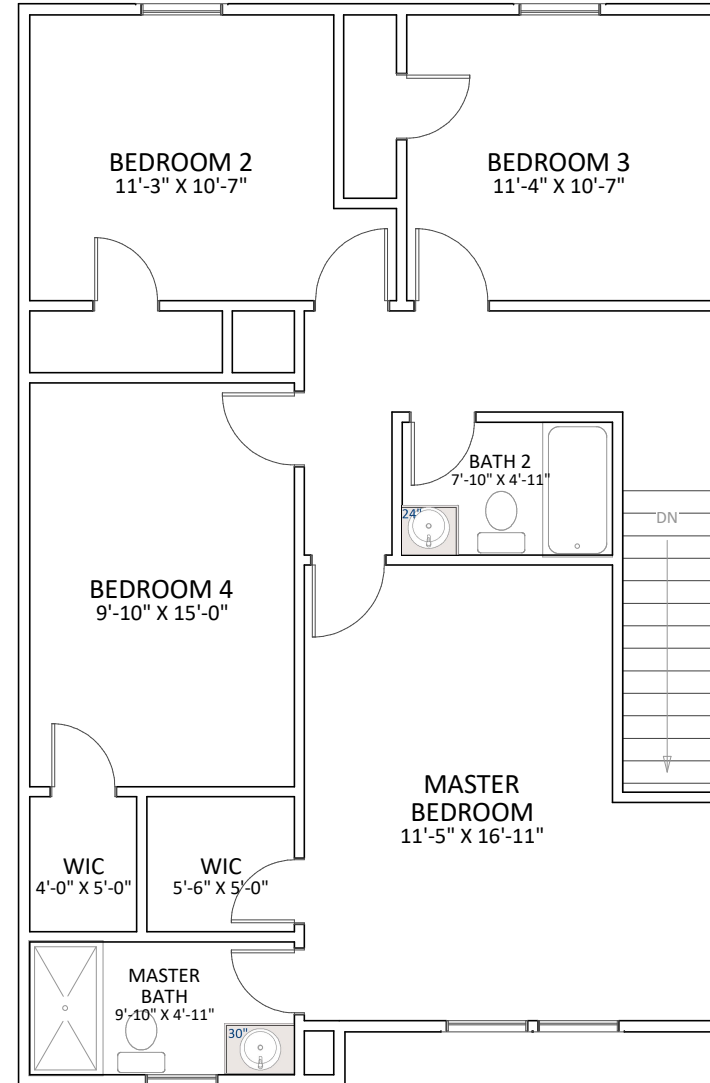 BEDROOM 2
11'-3" X 10'-7"
BEDROOM 3
11'-4" X 10'-7"
BATH 2
7'-10" X 4'-11"
24"
DN
BEDROOM 4
9'-10" X 15'-0"
MASTER
BEDROOM
11'-5" X 16'-11"
WIC
4'-0" X 5'-0"
WIC
5'-6" X 5'-0"
MASTER
BATH
9'-10" X 4'-11"
30"